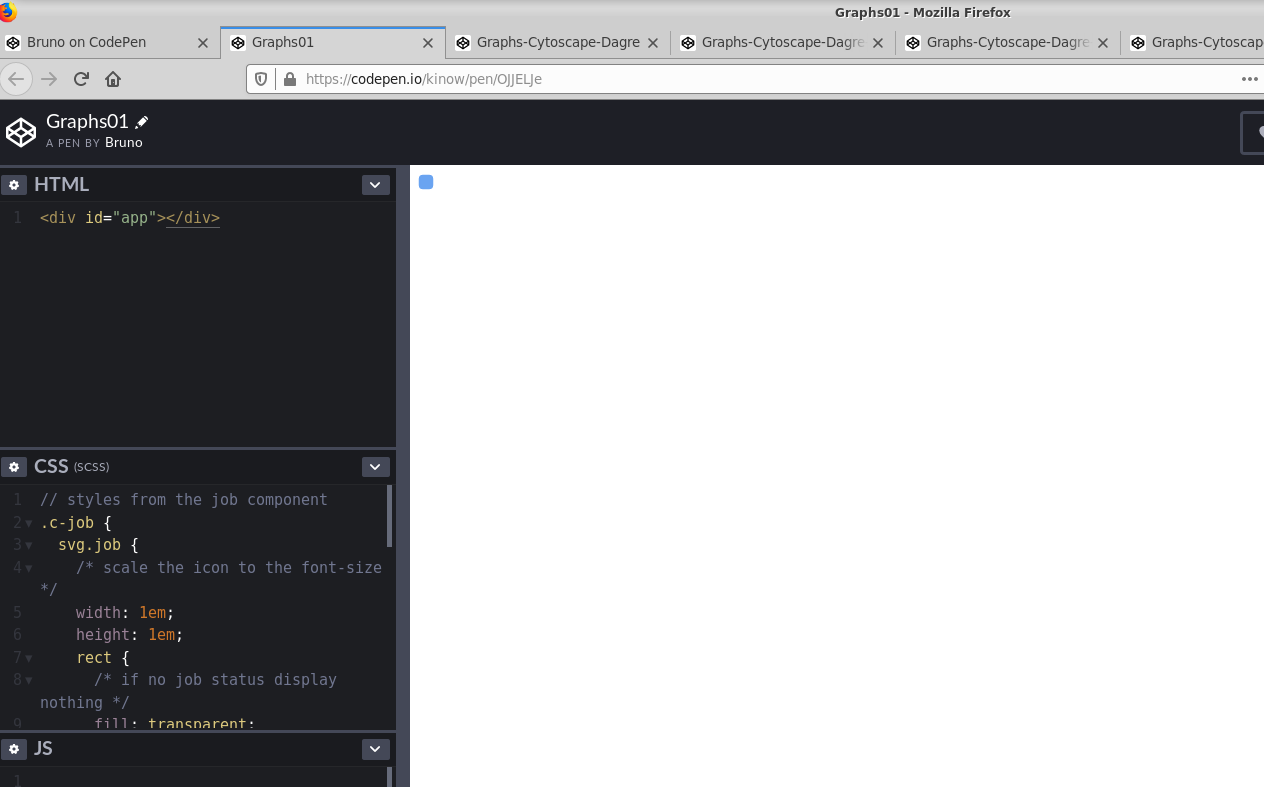 Graphs01 - Mozilla Firefox
Bruno on CodePen
Graphs01
Graphs-Cytoscape-Dagre
Graphs-Cytoscape-Dagre
Graphs-Cytoscape-Dagre
Graphs-Cytoscap
https://codepen.io/kinow/pen/OJJELJe
Graphs01
A PEN BY Bruno
HTML
1 <div id="app"></div>
CSS (SCSS)
1 // styles from the job component
2 .c-job {
3 svg.job {
4 /* scale the icon to the font-size
*/
5 width: 1em;
6 height: 1em;
7 rect {
8 /* if no job status display
nothing */
9 fill: transparent;
JS
1